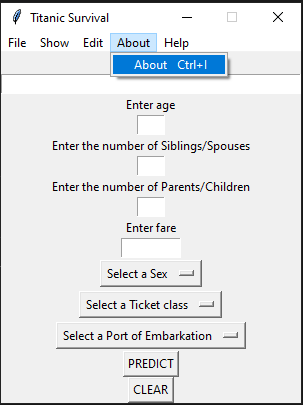 Titanic Survival
File Show Edit About Help
About Ctrl+I
Enter age
Enter the number of Siblings/Spouses
Enter the number of Parents/Children
Enter fare
Select a Sex
Select a Ticket class
Select a Port of Embarkation
PREDICT
CLEAR